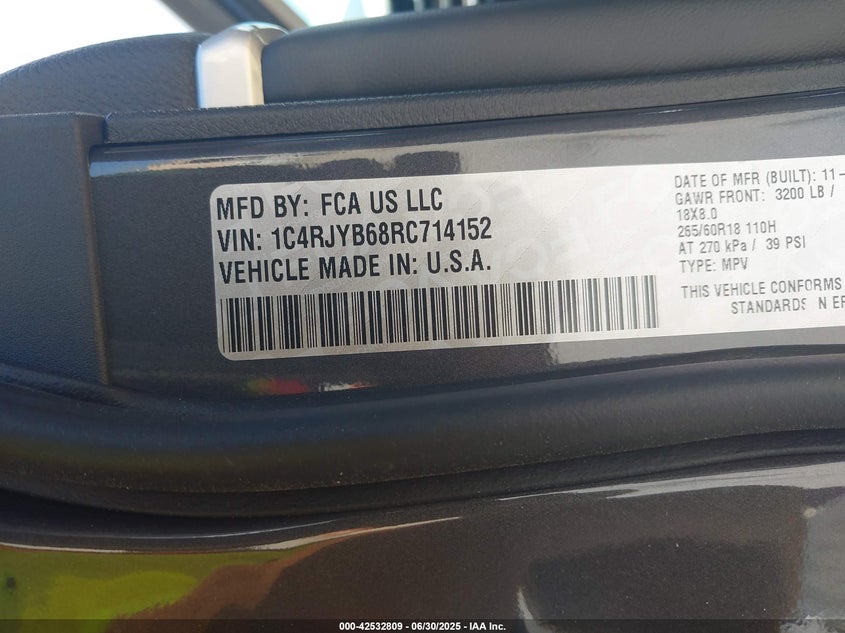 MFD BY: FCA US LLC
VIN: 1C4RJYB68RC714152
VEHICLE MADE IN: U.S.A.
DATE OF MFR (BUILT): 11-
GAWR FRONT: 3200 LB /
18X8.0
265/60R18 110H
AT 270 kPa / 39 PSI
TYPE: MPV
THIS VEHICLE CONFORMS
STANDARDS N EF
000-42532809 - 06/30/2025 - IAA Inc.